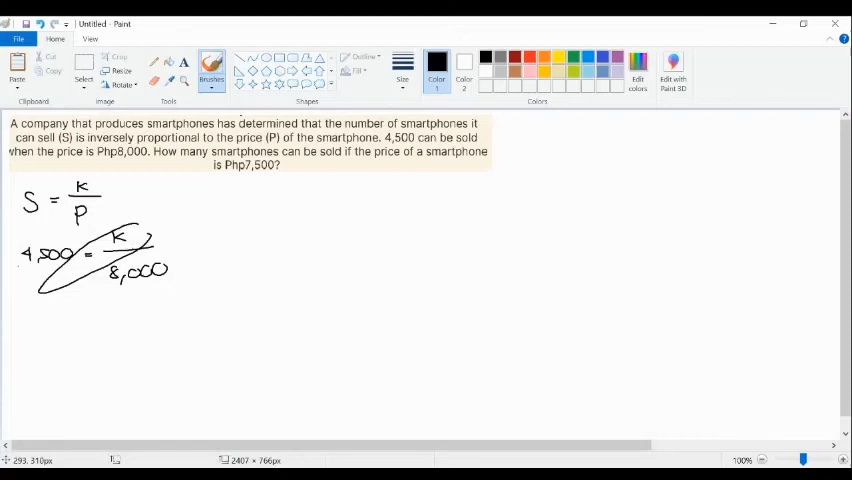 Untitled - Paint
File Home View
Paste
Cut
Copy
Clipboard
Select
Crop
Resize
Rotate
Image
A
Tools
Brushes
Outline
Fill
Shapes
Size
Color 1
Color 2
Edit colors
Colors
Edit with Paint 3D
A company that produces smartphones has determined that the number of smartphones it
can sell (S) is inversely proportional to the price (P) of the smartphone. 4,500 can be sold
when the price is Php8,000. How many smartphones can be sold if the price of a smartphone
is Php7,500?
S = K
P
4,500 = K
8,000
293, 310px
2407 × 766px
100%